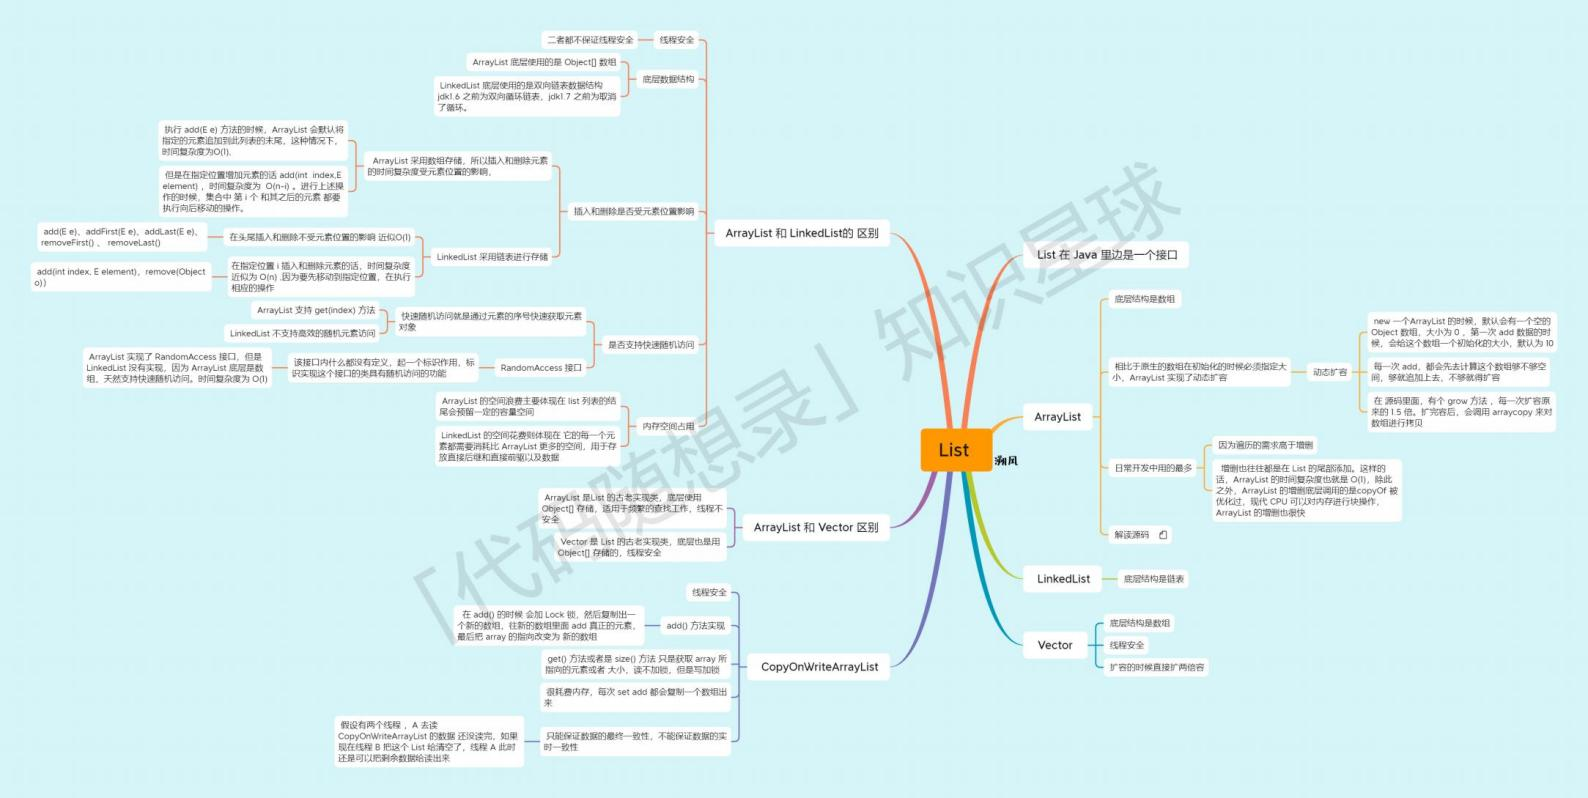 List
溯风
List 在 Java 里边是一个接口
ArrayList
底层结构是数组
相比于原生的数组在初始化的时候必须指定大
小，ArrayList 实现了动态扩容
动态扩容
new 一个ArrayList 的时候，默认会有一个空的
Object 数组，大小为 0 ，第一次 add 数据的时
候，会给这个数组一个初始化的大小，默认为 10
每一次 add，都会先去计算这个数组够不够空
间，够就追加上去，不够就得扩容
在 源码里面，有个 grow 方法 ，每一次扩容原
来的 1.5 倍。扩完容后，会调用 arraycopy 来对
数组进行拷贝
日常开发中用的最多
因为遍历的需求高于增删
增删也往往都是在 List 的尾部添加。这样的
话，ArrayList 的时间复杂度也就是 O(1)，除此
之外，ArrayList 的增删底层调用的是copyOf 被
优化过，现代 CPU 可以对内存进行块操作，
ArrayList 的增删也很快
解读源码
LinkedList
底层结构是链表
Vector
底层结构是数组
线程安全
扩容的时候直接扩两倍容
ArrayList 和 LinkedList的 区别
线程安全
二者都不保证线程安全
底层数据结构
ArrayList 底层使用的是 Object[] 数组
LinkedList 底层使用的是双向链表数据结构
jdk1.6 之前为双向循环链表，jdk1.7 之前为取消
了循环。
插入和删除是否受元素位置影响
ArrayList 采用数组存储，所以插入和删除元素
的时间复杂度受元素位置的影响，
执行 add(E e) 方法的时候，ArrayList 会默认将
指定的元素追加到此列表的末尾，这种情况下，
时间复杂度为O(1)，
但是在指定位置增加元素的话 add(int index,E
element) ，时间复杂度为 O(n-i) 。进行上述操
作的时候，集合中 第 i 个 和其之后的元素 都要
执行向后移动的操作。
LinkedList 采用链表进行存储
在头尾插入和删除不受元素位置的影响 近似O(1)
add(E e)、addFirst(E e)、addLast(E e)、
removeFirst() 、 removeLast()
在指定位置 i 插入和删除元素的话，时间复杂度
近似为 O(n) ,因为要先移动到指定位置，在执行
相应的操作
add(int index, E element)，remove(Object
o))
是否支持快速随机访问
快速随机访问就是通过元素的序号快速获取元素
对象
ArrayList 支持 get(index) 方法
LinkedList 不支持高效的随机元素访问
RandomAccess 接口
该接口内什么都没有定义，起一个标识作用，标
识实现这个接口的类具有随机访问的功能
ArrayList 实现了 RandomAccess 接口，但是
LinkedList 没有实现，因为 ArrayList 底层是数
组，天然支持快速随机访问。时间复杂度为 O(1)
内存空间占用
ArrayList 的空间浪费主要体现在 list 列表的结
尾会预留一定的容量空间
LinkedList 的空间花费则体现在 它的每一个元
素都需要消耗比 ArrayList 更多的空间，用于存
放直接后继和直接前驱以及数据
ArrayList 和 Vector 区别
ArrayList 是List 的古老实现类，底层使用
Object[] 存储，适用于频繁的查找工作，线程不
安全
Vector 是 List 的古老实现类，底层也是用
Object[] 存储的，线程安全
CopyOnWriteArrayList
线程安全
add() 方法实现
在 add() 的时候 会加 Lock 锁，然后复制出一
个新的数组，往新的数组里面 add 真正的元素，
最后把 array 的指向改变为 新的数组
get() 方法或者是 size() 方法 只是获取 array 所
指向的元素或者 大小，读不加锁，但是写加锁
很耗费内存，每次 set add 都会复制一个数组出
来
只能保证数据的最终一致性，不能保证数据的实
时一致性
假设有两个线程 ，A 去读
CopyOnWriteArrayList 的数据 还没读完，如果
现在线程 B 把这个 List 给清空了，线程 A 此时
还是可以把剩余数据给读出来
「代码随想录」知识星球